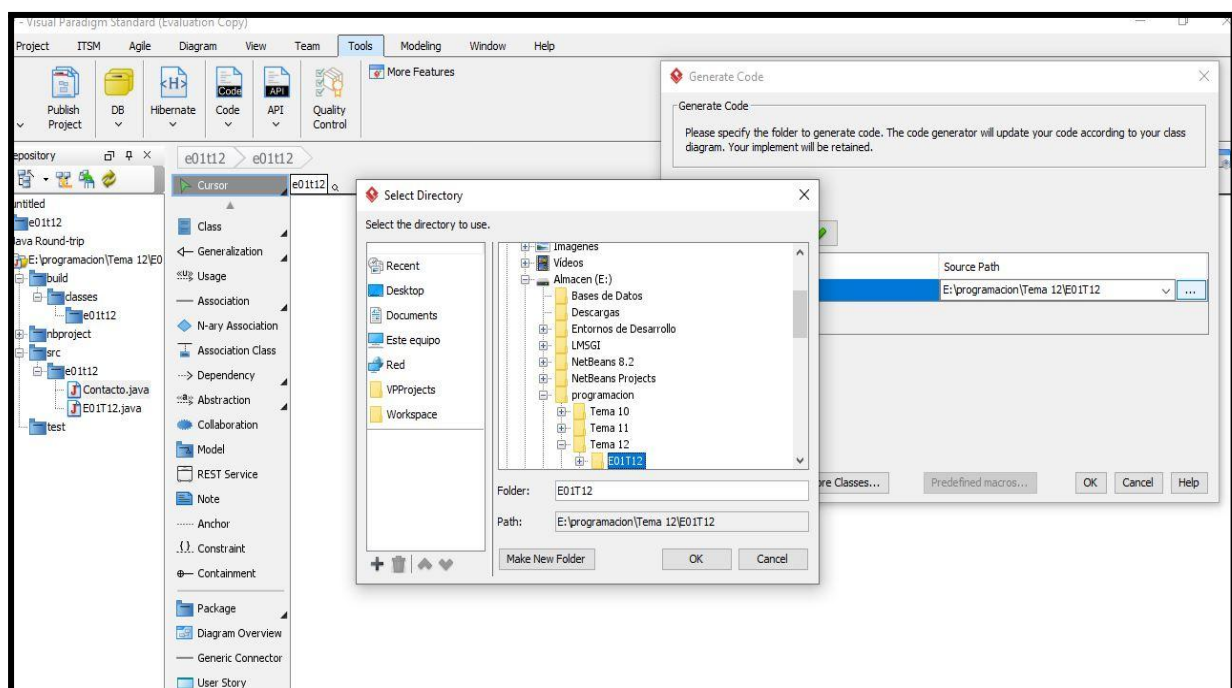 - Visual Paradigm Standard (Evaluation Copy)
Project ITSM Agile Diagram View Team Tools Modeling Window Help
Publish Project
DB
Hibernate
Code
API
Quality Control
More Features
epository
e01t12 e01t12
e01t12
untitled
e01t12
Java Round-trip
E:\programacion\Tema 12\E0
build
classes
e01t12
nbproject
src
e01t12
Contacto.java
E01T12.java
test
Cursor
Class
Generalization
Usage
Association
N-ary Association
Association Class
Dependency
Abstraction
Collaboration
Model
REST Service
Note
Anchor
Constraint
Containment
Package
Diagram Overview
Generic Connector
User Story
Select Directory
Select the directory to use.
Recent
Desktop
Documents
Este equipo
Red
VPProjects
Workspace
Imágenes
Vídeos
Almacen (E:)
Bases de Datos
Descargas
Entornos de Desarrollo
LMSGI
NetBeans 8.2
NetBeans Projects
programacion
Tema 10
Tema 11
Tema 12
E01T12
Folder: E01T12
Path: E:\programacion\Tema 12\E01T12
Make New Folder OK Cancel
Generate Code
Generate Code
Please specify the folder to generate code. The code generator will update your code according to your class
diagram. Your implement will be retained.
Source Path
E:\programacion\Tema 12\E01T12 ...
ore Classes... Predefined macros... OK Cancel Help